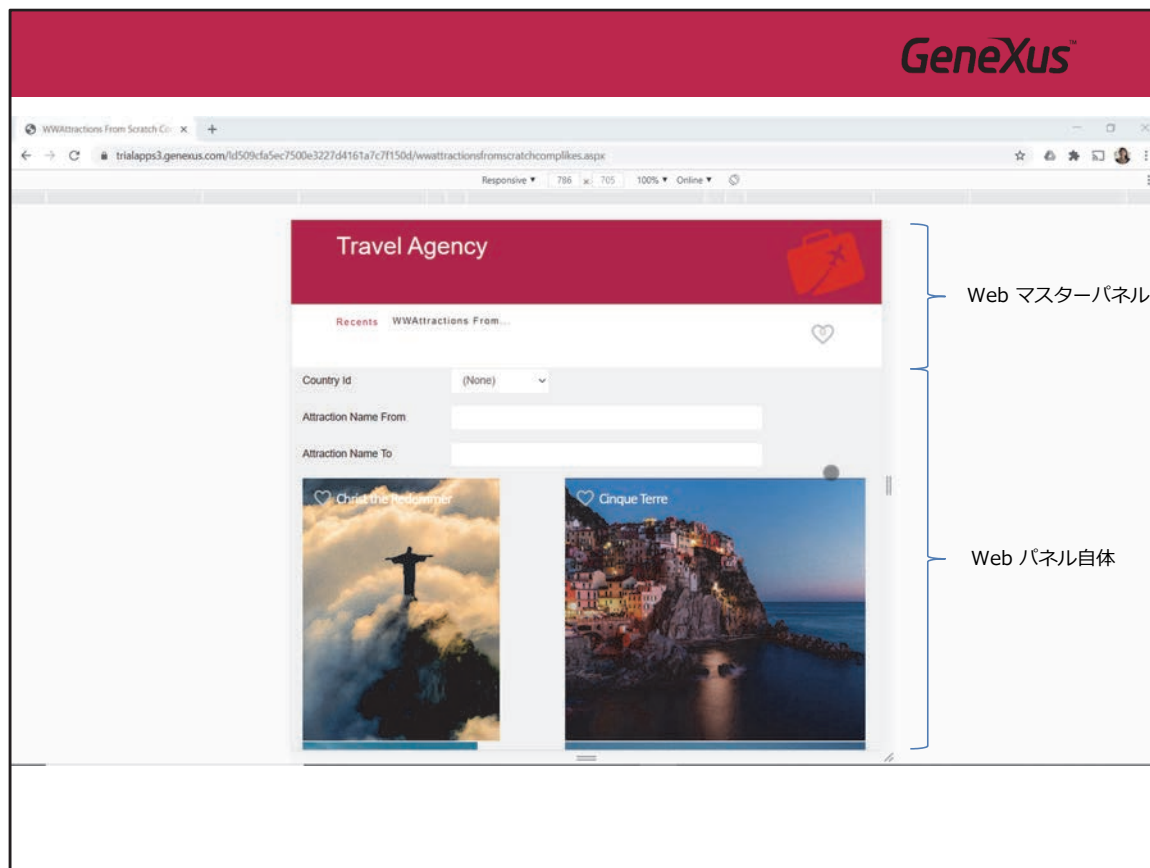 GeneXus™
WWAttractions From Scratch Co
trialapps3.genexus.com/Id509cfa5ec7500e3227d4161a7c7f150d/wwattractionsfromscratchcomplikes.aspx
Responsive ▼ 786 x 705 100% ▼ Online ▼
Travel Agency
Web マスターパネル
Recents WWAttractions From...
Country Id (None)
Attraction Name From
Attraction Name To
Christ the Redemmer Cinque Terre
Web パネル自体